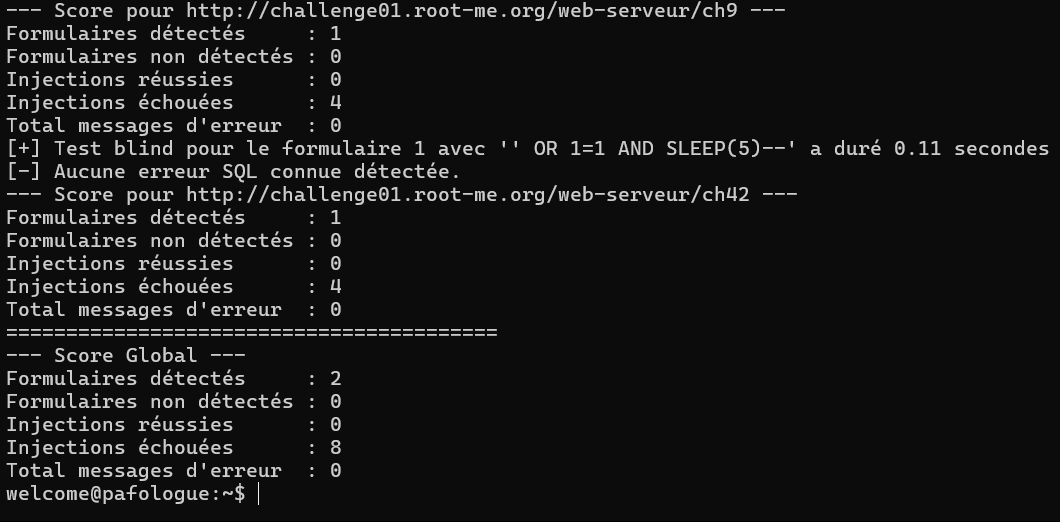 --- Score pour http://challenge01.root-me.org/web-serveur/ch9 ---
Formulaires détectés     : 1
Formulaires non détectés : 0
Injections réussies      : 0
Injections échouées      : 4
Total messages d'erreur  : 0
[+] Test blind pour le formulaire 1 avec '' OR 1=1 AND SLEEP(5)--' a duré 0.11 secondes
[-] Aucune erreur SQL connue détectée.
--- Score pour http://challenge01.root-me.org/web-serveur/ch42 ---
Formulaires détectés     : 1
Formulaires non détectés : 0
Injections réussies      : 0
Injections échouées      : 4
Total messages d'erreur  : 0
=========================================
--- Score Global ---
Formulaires détectés     : 2
Formulaires non détectés : 0
Injections réussies      : 0
Injections échouées      : 8
Total messages d'erreur  : 0
welcome@pafologue:~$